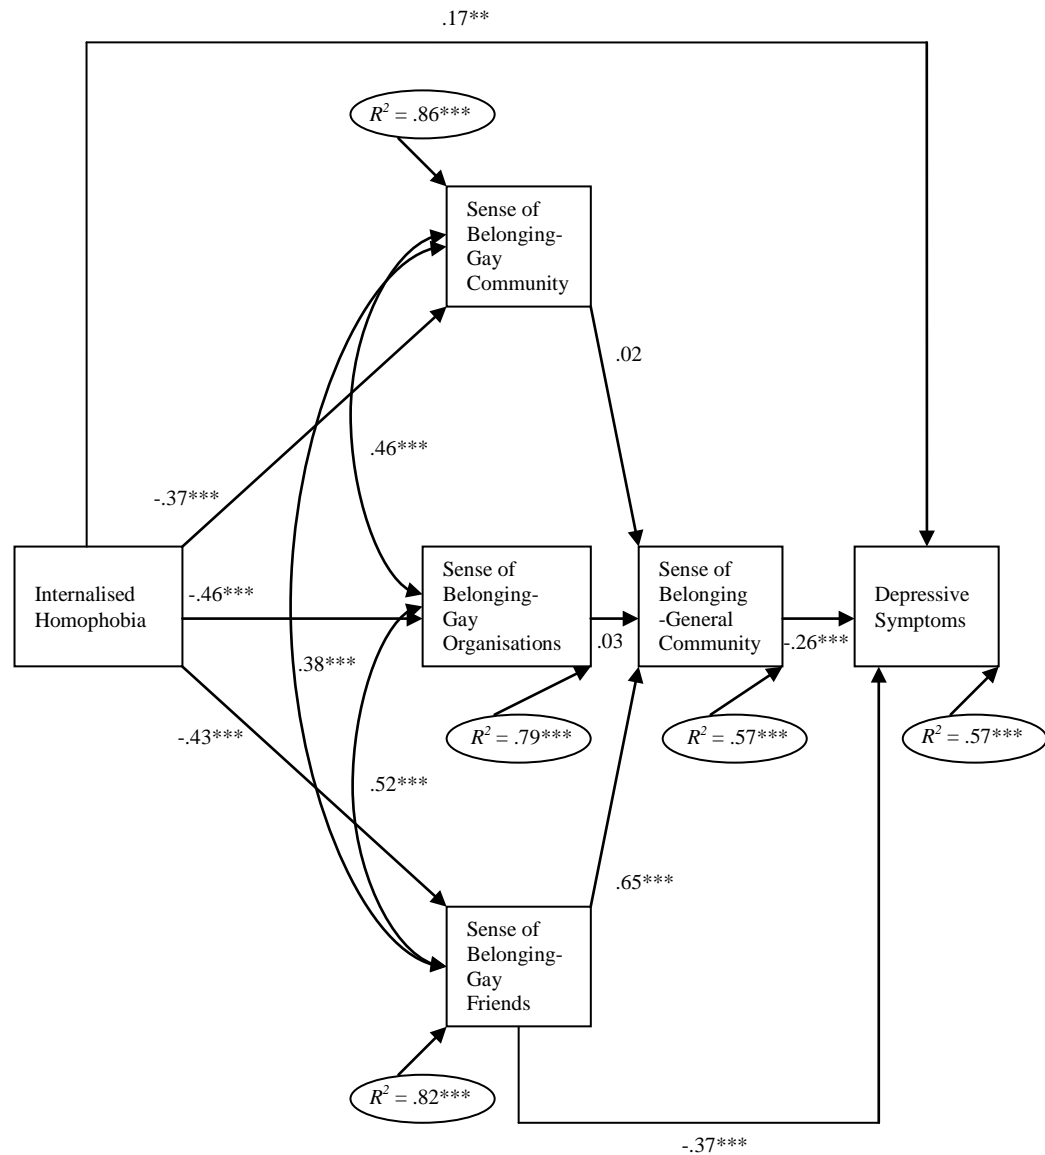 .17**
R² = .86***
Sense of
Belonging-
Gay
Community
.02
.46***
-.37***
Internalised
Homophobia
-.46***
Sense of
Belonging-
Gay
Organisations
.03
Sense of
Belonging
-General
Community
-.26***
Depressive
Symptoms
.38***
R² = .79***
R² = .57***
R² = .57***
-.43***
.52***
.65***
Sense of
Belonging-
Gay
Friends
R² = .82***
-.37***